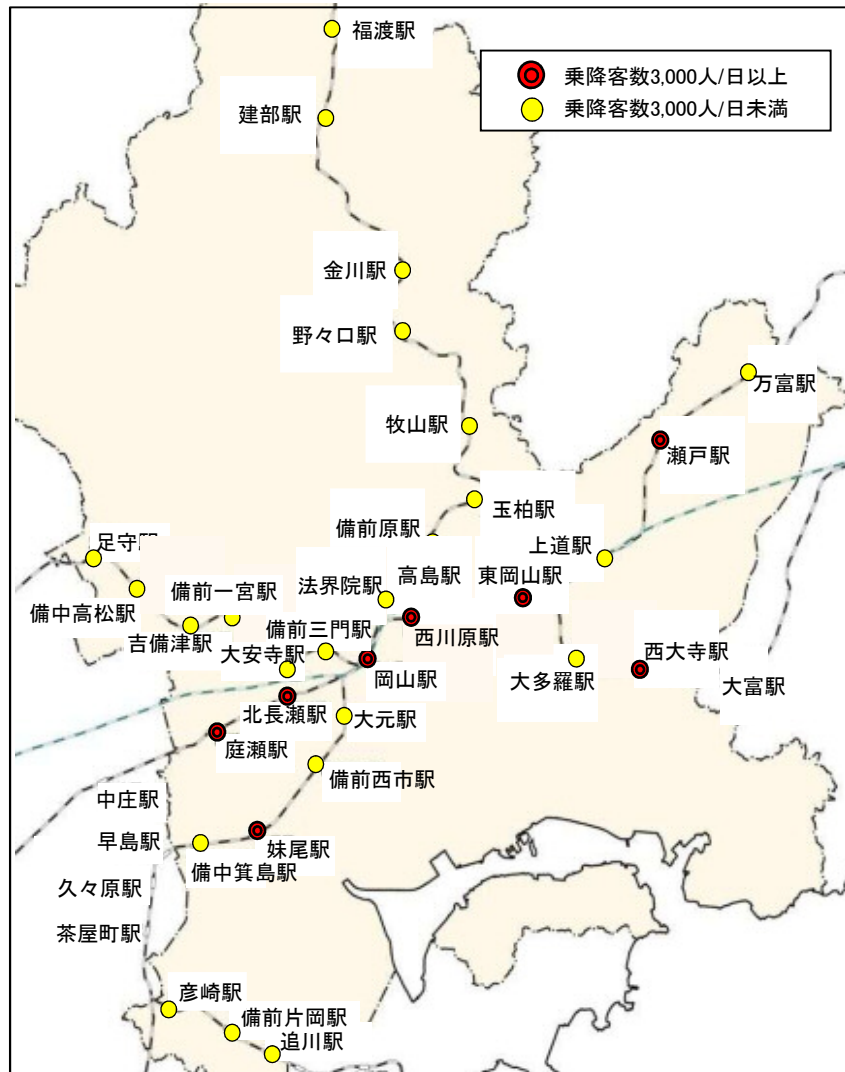 福渡駅
乗降客数3,000人/日以上
乗降客数3,000人/日未満
建部駅
金川駅
野々口駅
万富駅
牧山駅
瀬戸駅
玉柏駅
備前原駅
上道駅
足守駅
高島駅
東岡山駅
法界院駅
備前一宮駅
備中高松駅
吉備津駅
備前三門駅
西川原駅
大安寺駅
岡山駅
大多羅駅
西大寺駅
大富駅
北長瀬駅
大元駅
庭瀬駅
備前西市駅
中庄駅
早島駅
妹尾駅
備中箕島駅
久々原駅
茶屋町駅
彦崎駅
備前片岡駅
追川駅